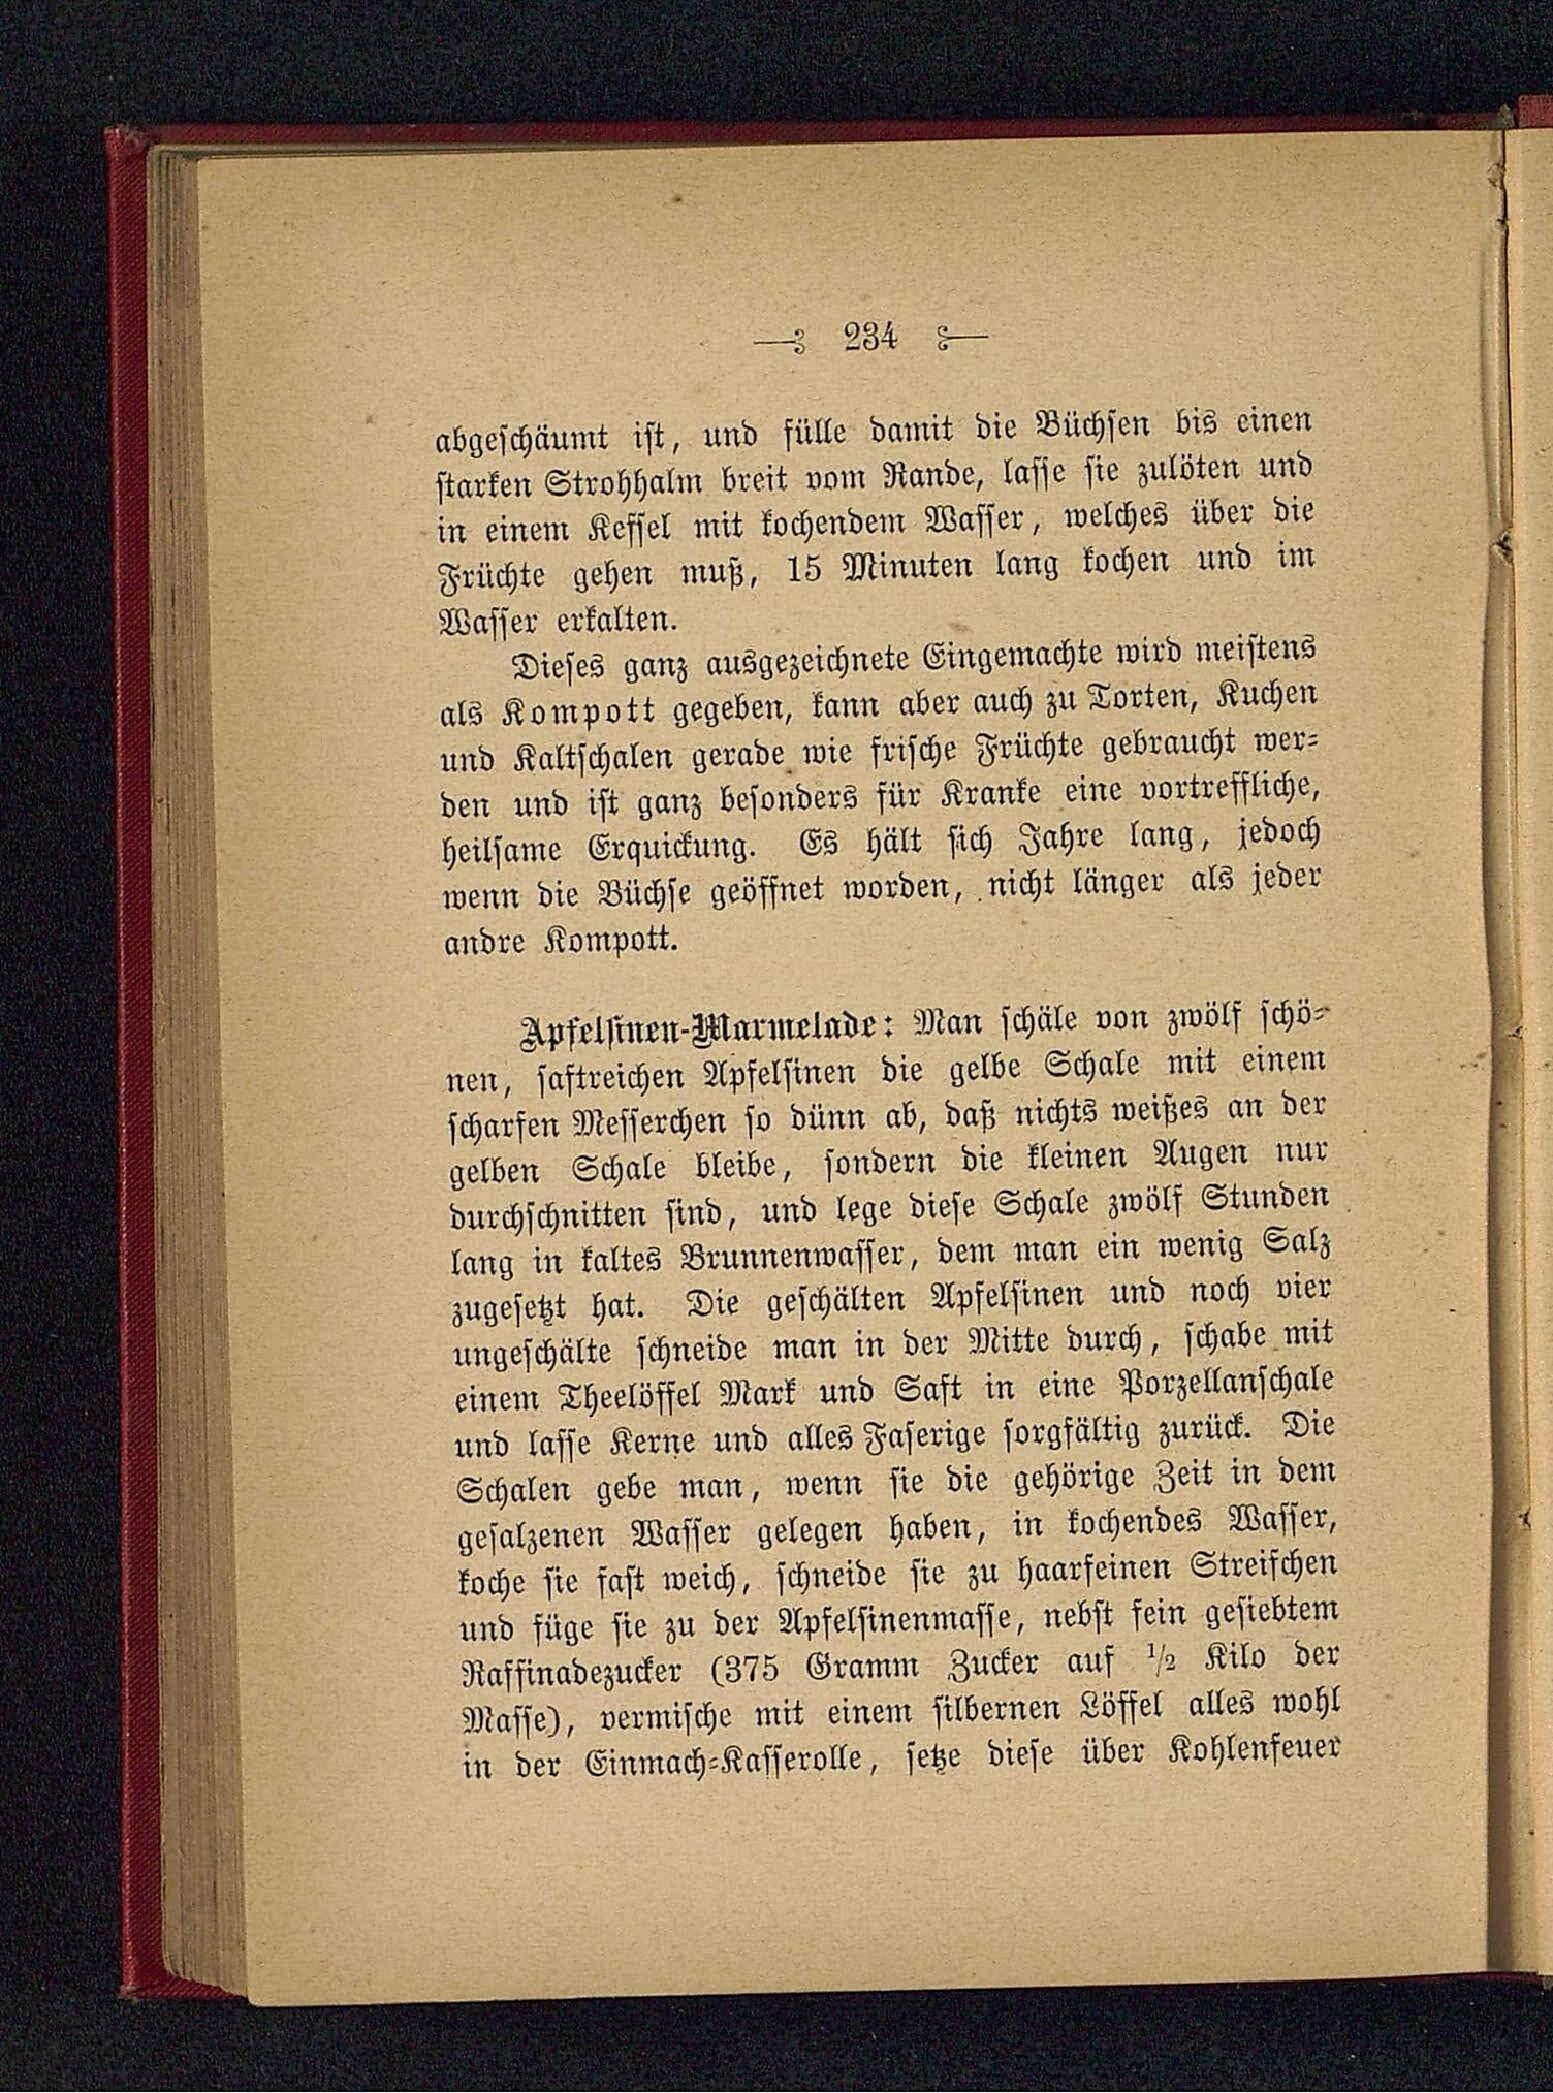 234
abgeschäumt ist, und fülle damit die Büchsen bis einen
starken Strohhalm breit vom Rande, lasse sie zulöten und
in einem Kessel mit kochendem Wasser, welches über die
Früchte gehen muß, 15 Minuten lang kochen und im
Wasser erkalten.
Dieses ganz ausgezeichnete Eingemachte wird meistens
als Kompott gegeben, kann aber auch zu Torten, Kuchen
und Kaltschalen gerade wie frische Früchte gebraucht wer-
den und ist ganz besonders für Kranke eine vortreffliche,
heilsame Erquickung. Es hält sich Jahre lang, jedoch
wenn die Büchse geöffnet worden, nicht länger als jeder
andre Kompott.
Apfelsinen-Marmelade: Man schäle von zwölf schö-
nen, saftreichen Apfelsinen die gelbe Schale mit einem
scharfen Messerchen so dünn ab, daß nichts weißes an der
gelben Schale bleibe, sondern die kleinen Augen nur
durchschnitten sind, und lege diese Schale zwölf Stunden
lang in kaltes Brunnenwasser, dem man ein wenig Salz
zugesetzt hat. Die geschälten Apfelsinen und noch vier
ungeschälte schneide man in der Mitte durch, schabe mit
einem Theelöffel Mark und Saft in eine Porzellanschale
und lasse Kerne und alles Faserige sorgfältig zurück. Die
Schalen gebe man, wenn sie die gehörige Zeit in dem
gesalzenen Wasser gelegen haben, in kochendes Wasser,
koche sie fast weich, schneide sie zu haarfeinen Streifchen
und füge sie zu der Apfelsinenmasse, nebst fein gesiebtem
Raffinadezucker (375 Gramm Zucker auf 1/2 Kilo der
Masse), vermische mit einem silbernen Löffel alles wohl
in der Einmach-Kasserolle, setze diese über Kohlenfeuer